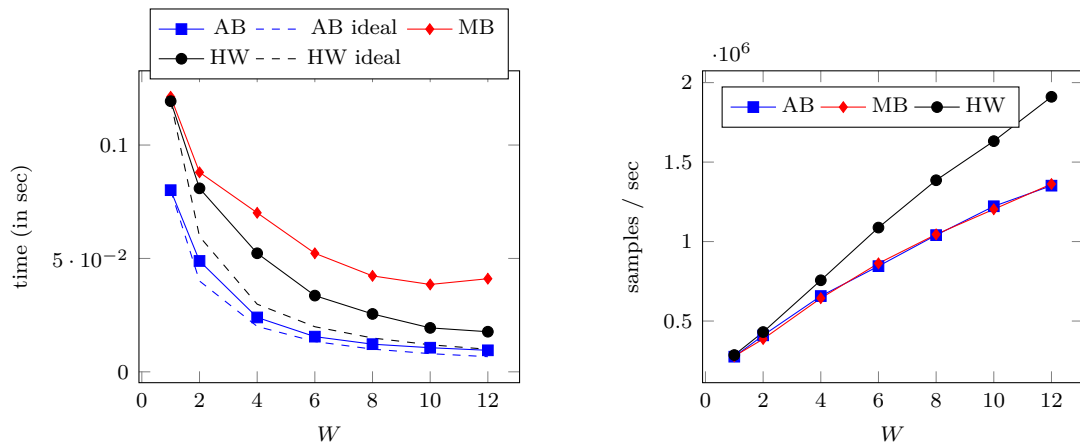 AB AB ideal MB
HW HW ideal
0.1
5 · 10⁻²
0
time (in sec)
0 2 4 6 8 10 12
W
·10⁶
2
1.5
1
0.5
samples / sec
AB MB HW
0 2 4 6 8 10 12
W